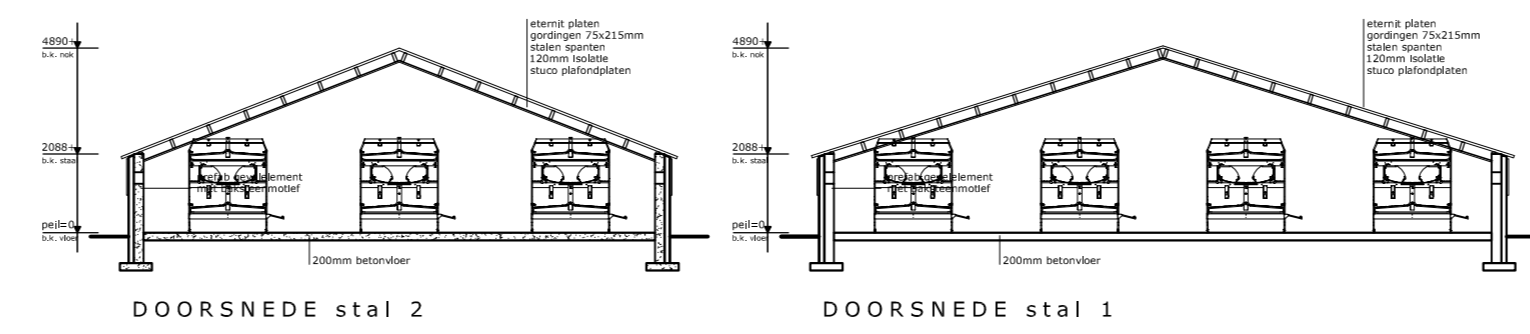 4890+
b.k. nok
eternit platen
gordingen 75x215mm
stalen spanten
120mm Isolatie
stuco plafondplaten
2088+
b.k. staal
prefab gevelelement
met baksteenmotief
peil=0
b.k. vloer
200mm betonvloer
DOORSNEDE stal 2
4890+
b.k. nok
eternit platen
gordingen 75x215mm
stalen spanten
120mm Isolatie
stuco plafondplaten
2088+
b.k. staal
prefab gevelelement
met baksteenmotief
peil=0
b.k. vloer
200mm betonvloer
DOORSNEDE stal 1